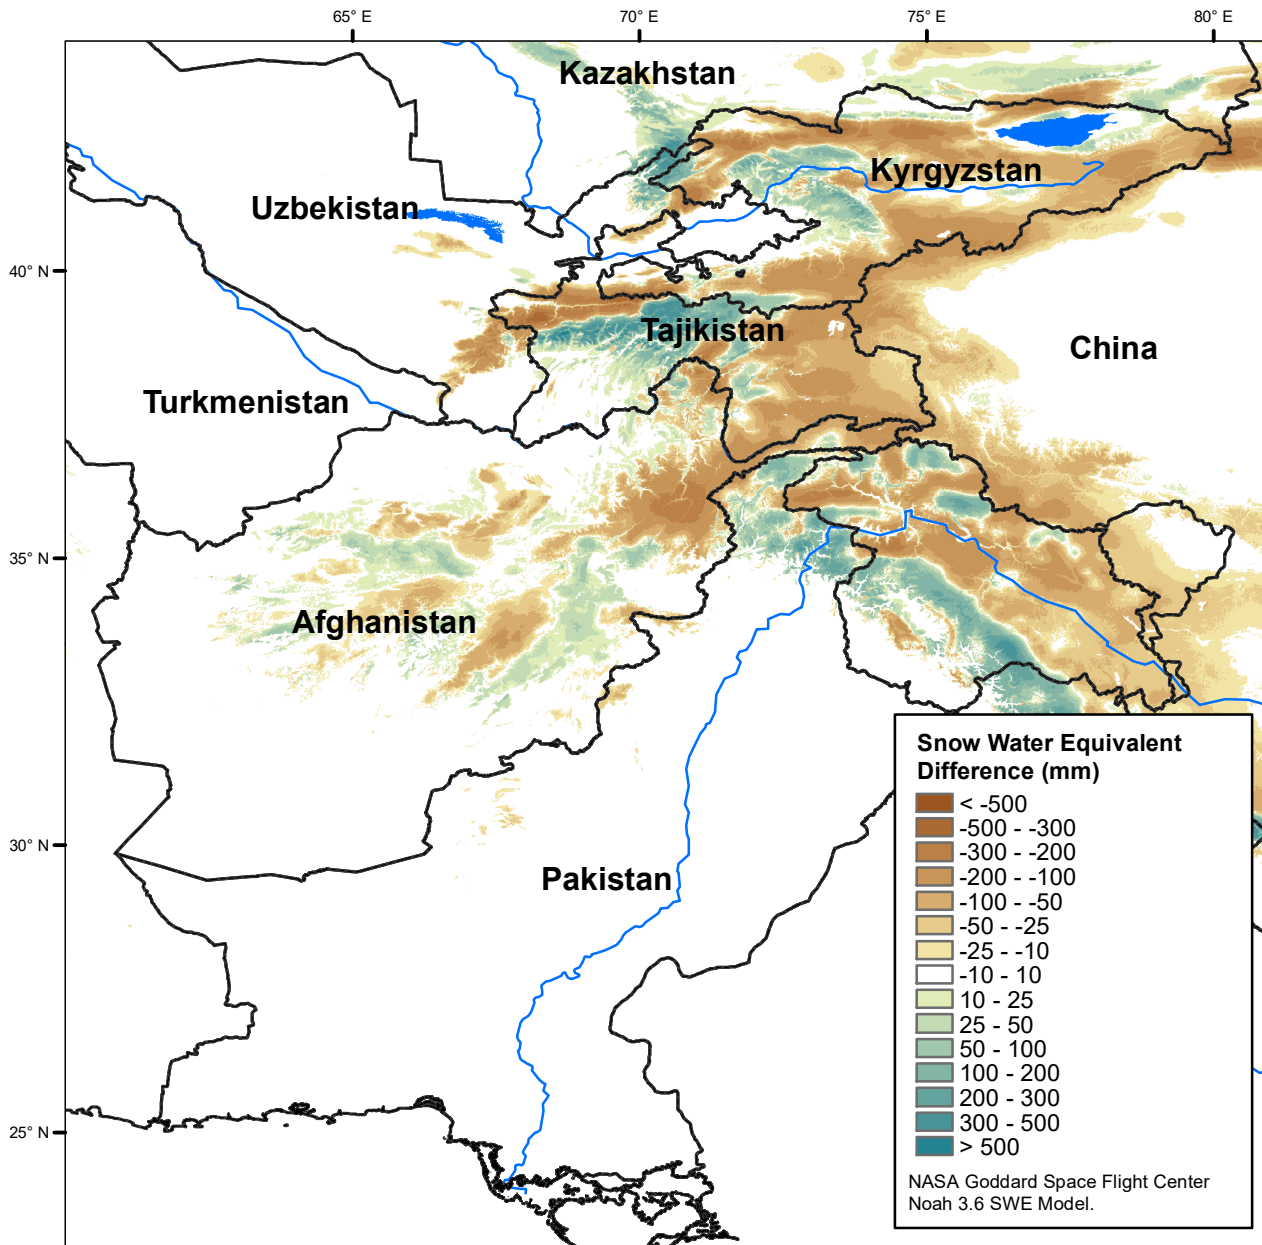 65° E
70° E
75° E
80° E
Kazakhstan
Kyrgyzstan
Uzbekistan
40° N
Tajikistan
China
Turkmenistan
35° N
Afghanistan
30° N
Pakistan
25° N
Snow Water Equivalent
Difference (mm)
< -500
-500 - -300
-300 - -200
-200 - -100
-100 - -50
-50 - -25
-25 - -10
-10 - 10
10 - 25
25 - 50
50 - 100
100 - 200
200 - 300
300 - 500
> 500
NASA Goddard Space Flight Center
Noah 3.6 SWE Model.